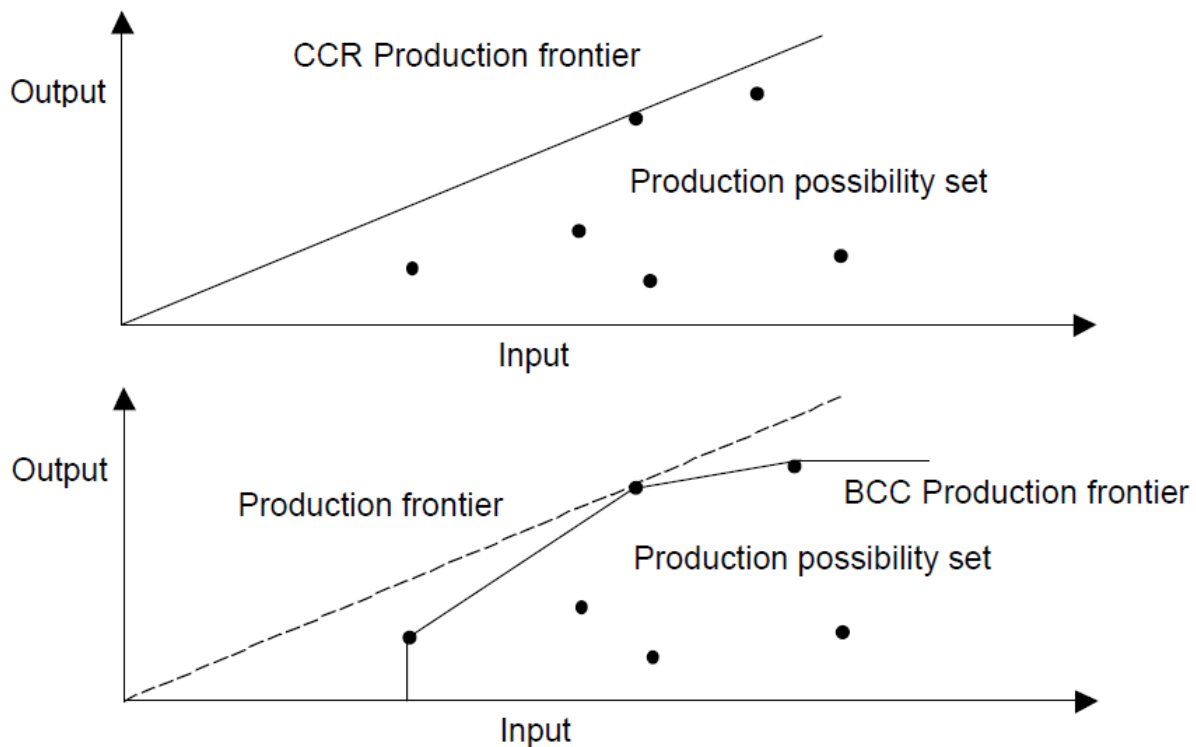 CCR Production frontier
Output
Production possibility set
Input
Output
Production frontier
BCC Production frontier
Production possibility set
Input